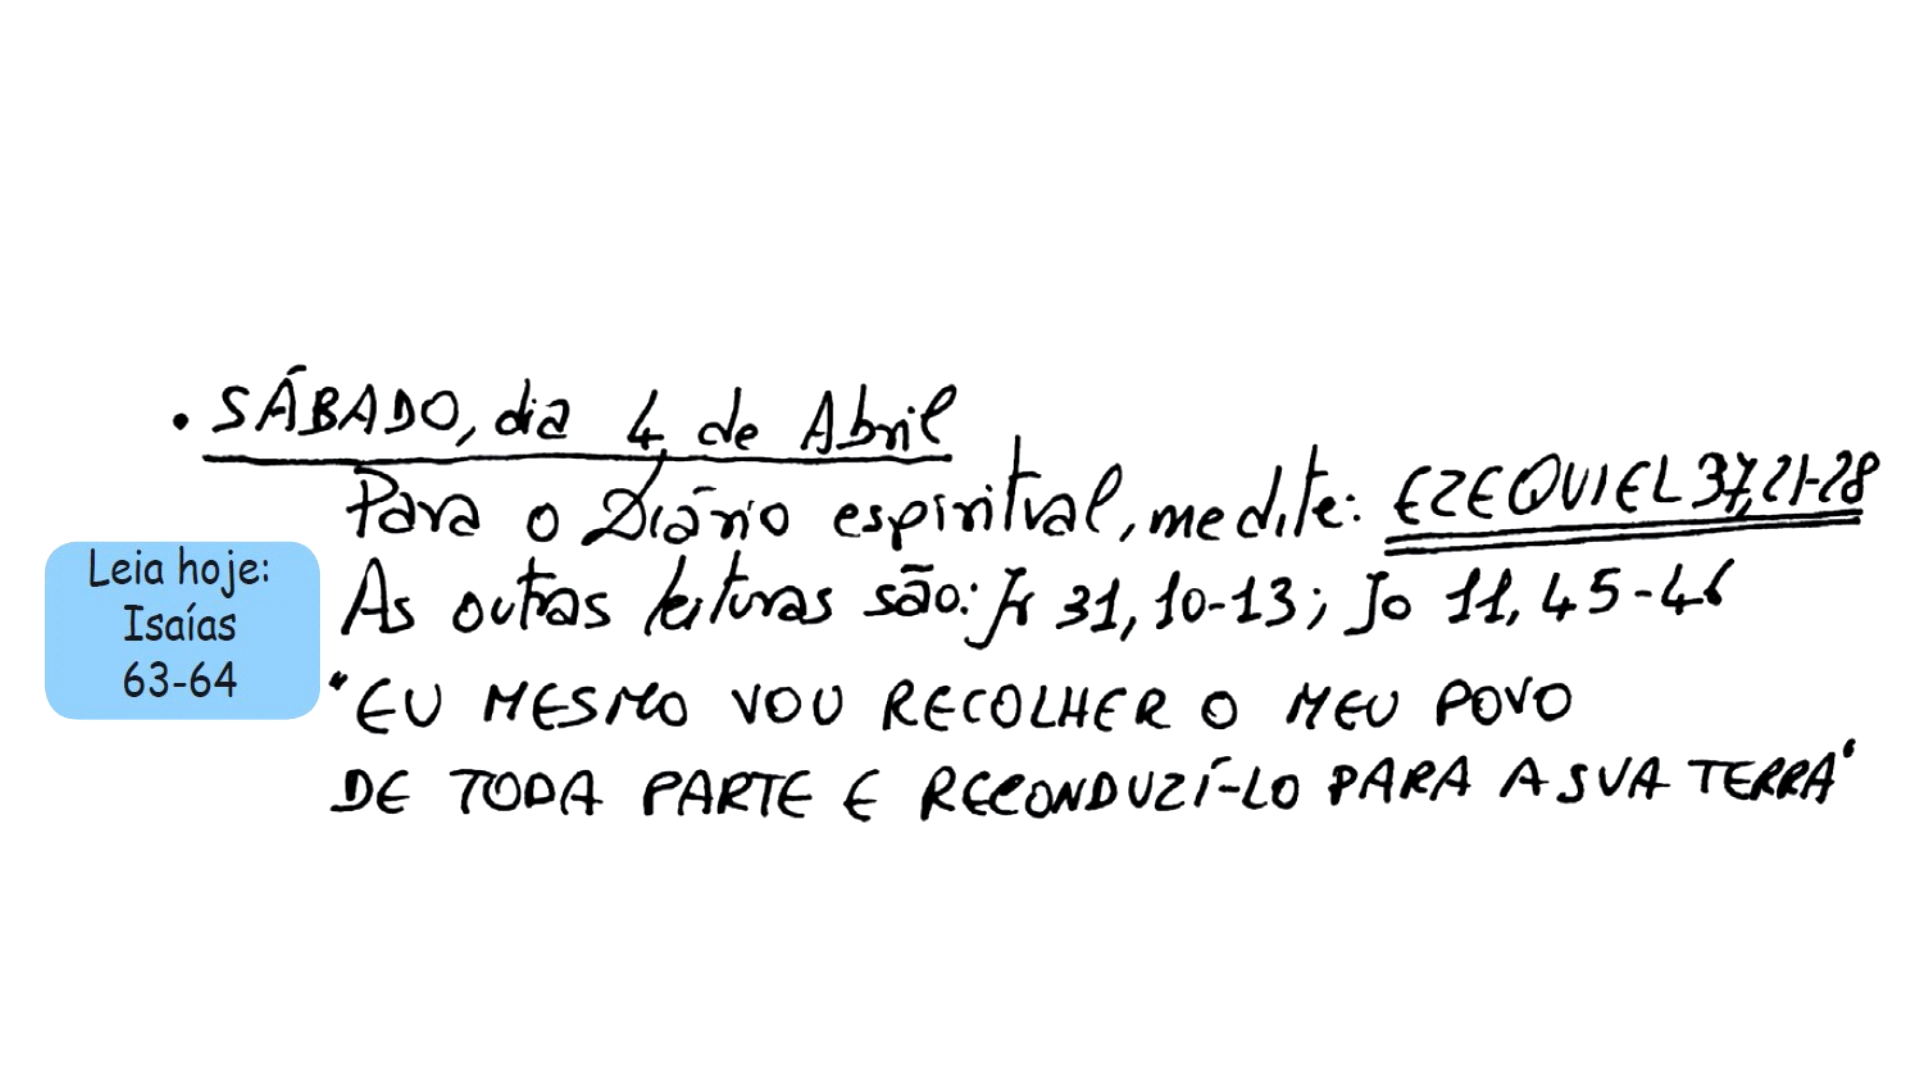 • SÁBADO, dia 4 de Abril
Para o Diário espiritual, medite: EZEQUIEL 37,21-28
Leia hoje:
Isaías
63-64
As outras leituras são: Jr 31, 10-13; Jo 11, 45-46
"EU MESMO VOU RECOLHER O MEU POVO
DE TODA PARTE E RECONDUZÍ-LO PARA A SUA TERRA"